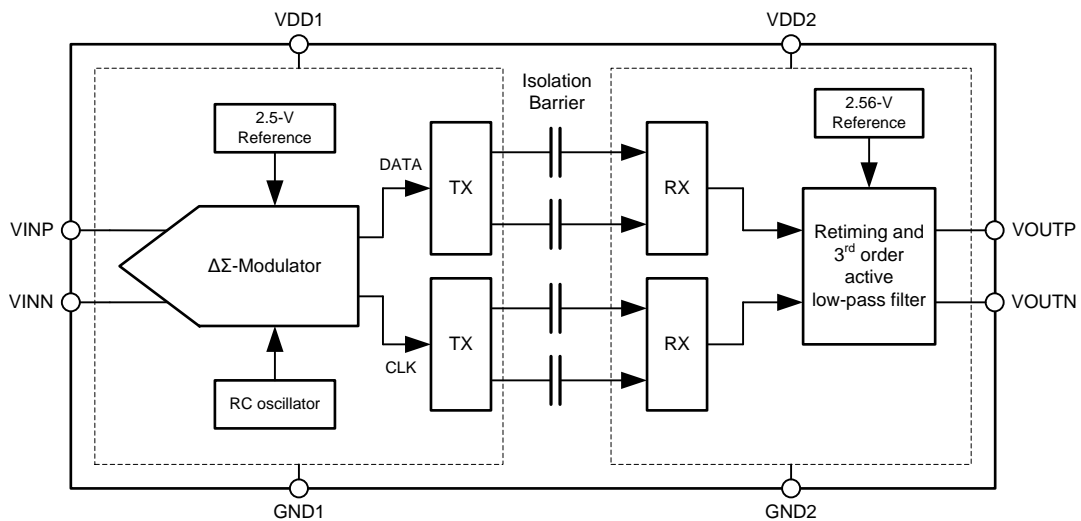 VDD1
VDD2
Isolation
Barrier
2.5-V
Reference
2.56-V
Reference
DATA
TX
RX
VINP
VINN
ΔΣ-Modulator
Retiming and
3rd order
active
low-pass filter
VOUTP
VOUTN
TX
RX
CLK
RC oscillator
GND1
GND2